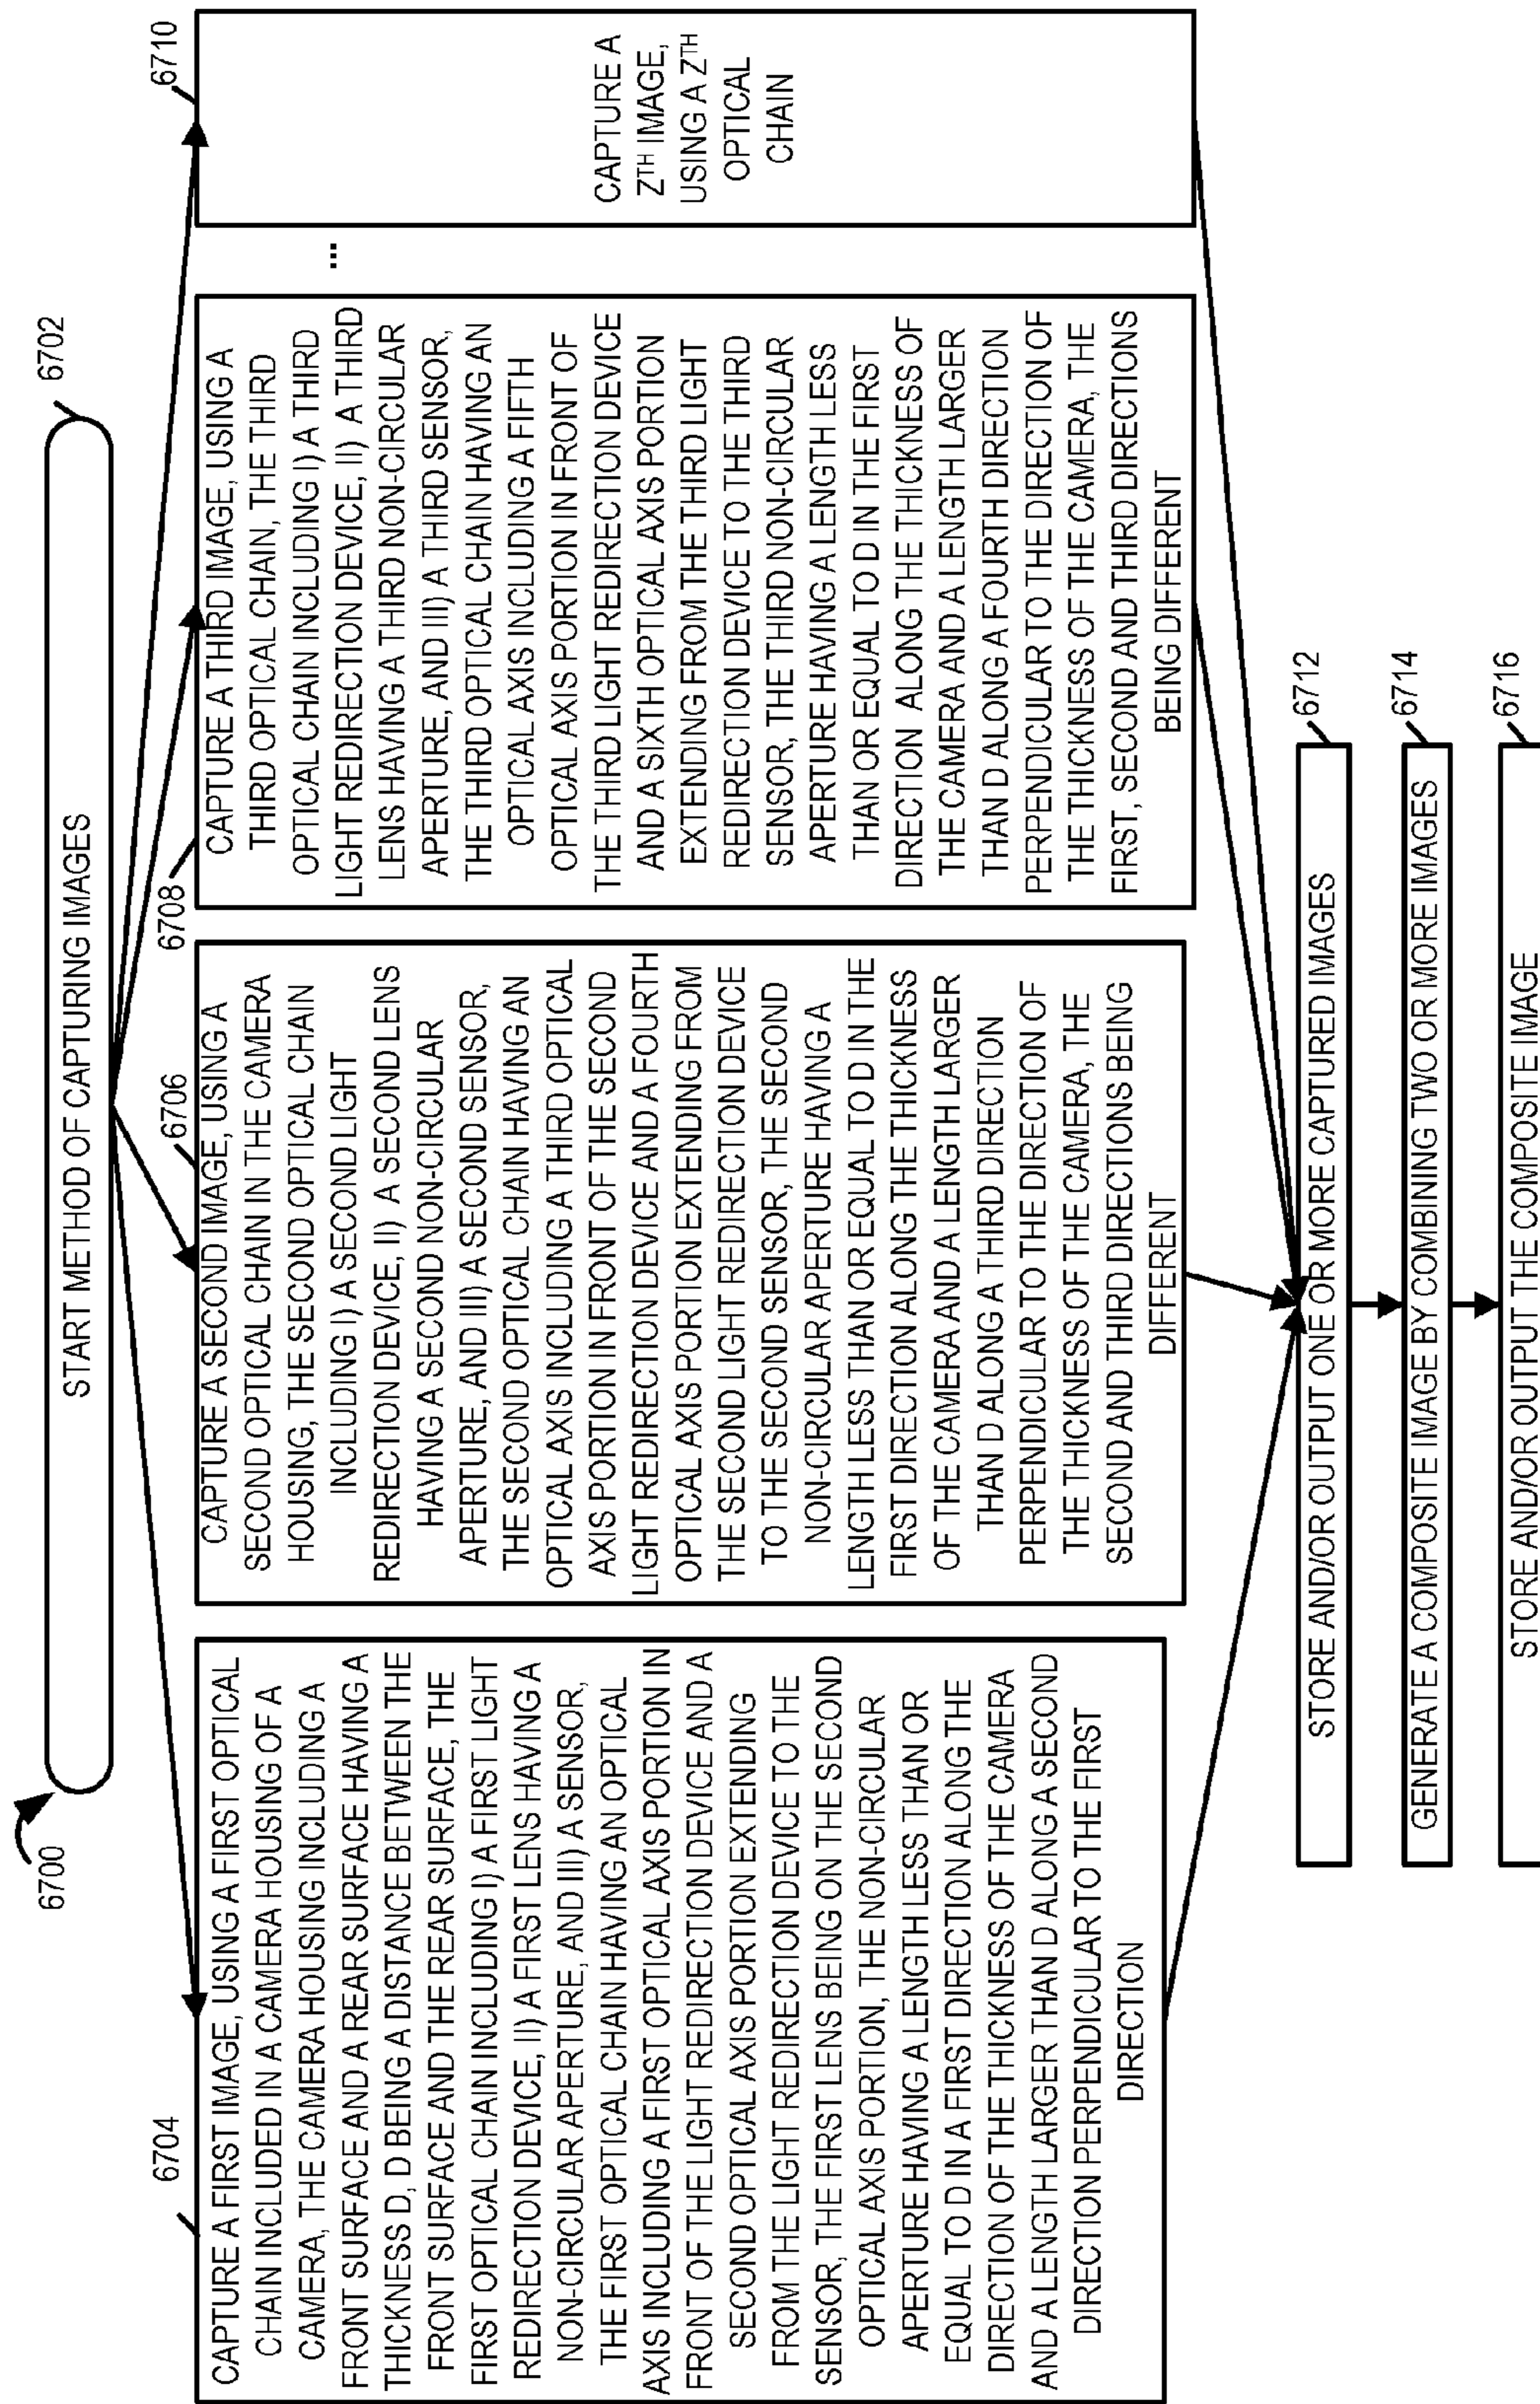 6700
START METHOD OF CAPTURING IMAGES
6702
6704
CAPTURE A FIRST IMAGE, USING A FIRST OPTICAL
CHAIN INCLUDED IN A CAMERA HOUSING OF A
CAMERA, THE CAMERA HOUSING INCLUDING A
FRONT SURFACE AND A REAR SURFACE HAVING A
THICKNESS D, D BEING A DISTANCE BETWEEN THE
FRONT SURFACE AND THE REAR SURFACE, THE
FIRST OPTICAL CHAIN INCLUDING I) A FIRST LIGHT
REDIRECTION DEVICE, II) A FIRST LENS HAVING A
NON-CIRCULAR APERTURE, AND III) A SENSOR,
THE FIRST OPTICAL CHAIN HAVING AN OPTICAL
AXIS INCLUDING A FIRST OPTICAL AXIS PORTION IN
FRONT OF THE LIGHT REDIRECTION DEVICE AND A
SECOND OPTICAL AXIS PORTION EXTENDING
FROM THE LIGHT REDIRECTION DEVICE TO THE
SENSOR, THE FIRST LENS BEING ON THE SECOND
OPTICAL AXIS PORTION, THE NON-CIRCULAR
APERTURE HAVING A LENGTH LESS THAN OR
EQUAL TO D IN A FIRST DIRECTION ALONG THE
DIRECTION OF THE THICKNESS OF THE CAMERA
AND A LENGTH LARGER THAN D ALONG A SECOND
DIRECTION PERPENDICULAR TO THE FIRST
DIRECTION
6706
CAPTURE A SECOND IMAGE, USING A
SECOND OPTICAL CHAIN IN THE CAMERA
HOUSING, THE SECOND OPTICAL CHAIN
INCLUDING I) A SECOND LIGHT
REDIRECTION DEVICE, II) A SECOND LENS
HAVING A SECOND NON-CIRCULAR
APERTURE, AND III) A SECOND SENSOR,
THE SECOND OPTICAL CHAIN HAVING AN
OPTICAL AXIS INCLUDING A THIRD OPTICAL
AXIS PORTION IN FRONT OF THE SECOND
LIGHT REDIRECTION DEVICE AND A FOURTH
OPTICAL AXIS PORTION EXTENDING FROM
THE SECOND LIGHT REDIRECTION DEVICE
TO THE SECOND SENSOR, THE SECOND
NON-CIRCULAR APERTURE HAVING A
LENGTH LESS THAN OR EQUAL TO D IN THE
FIRST DIRECTION ALONG THE THICKNESS
OF THE CAMERA AND A LENGTH LARGER
THAN D ALONG A THIRD DIRECTION
PERPENDICULAR TO THE DIRECTION OF
THE THICKNESS OF THE CAMERA, THE
SECOND AND THIRD DIRECTIONS BEING
DIFFERENT
6708
CAPTURE A THIRD IMAGE, USING A
THIRD OPTICAL CHAIN, THE THIRD
OPTICAL CHAIN INCLUDING I) A THIRD
LIGHT REDIRECTION DEVICE, II) A THIRD
LENS HAVING A THIRD NON-CIRCULAR
APERTURE, AND III) A THIRD SENSOR,
THE THIRD OPTICAL CHAIN HAVING AN
OPTICAL AXIS INCLUDING A FIFTH
OPTICAL AXIS PORTION IN FRONT OF
THE THIRD LIGHT REDIRECTION DEVICE
AND A SIXTH OPTICAL AXIS PORTION
EXTENDING FROM THE THIRD LIGHT
REDIRECTION DEVICE TO THE THIRD
SENSOR, THE THIRD NON-CIRCULAR
APERTURE HAVING A LENGTH LESS
THAN OR EQUAL TO D IN THE FIRST
DIRECTION ALONG THE THICKNESS OF
THE CAMERA AND A LENGTH LARGER
THAN D ALONG A FOURTH DIRECTION
PERPENDICULAR TO THE DIRECTION OF
THE THICKNESS OF THE CAMERA, THE
FIRST, SECOND AND THIRD DIRECTIONS
BEING DIFFERENT
...
6710
CAPTURE A
ZTH IMAGE,
USING A ZTH
OPTICAL
CHAIN
STORE AND/OR OUTPUT ONE OR MORE CAPTURED IMAGES
6712
GENERATE A COMPOSITE IMAGE BY COMBINING TWO OR MORE IMAGES
6714
STORE AND/OR OUTPUT THE COMPOSITE IMAGE
6716